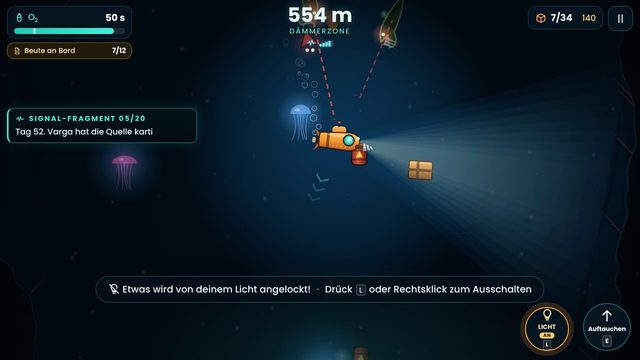 O₂ 50 s
Beute an Bord 7/12
554 m
DÄMMERZONE
7/34 140
SIGNAL-FRAGMENT 05/20
Tag 52. Varga hat die Quelle karti
Etwas wird von deinem Licht angelockt! · Drück L oder Rechtsklick zum Ausschalten
LICHT
AN
L
Auftauchen
E